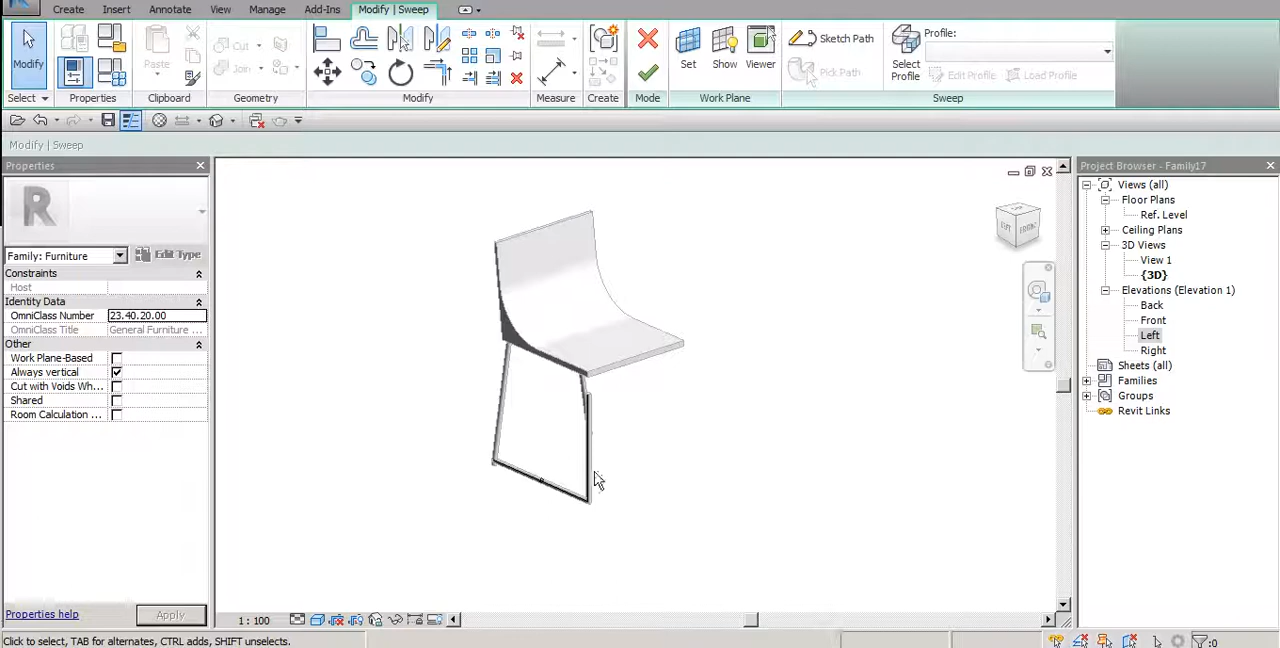 Create Insert Annotate View Manage Add-Ins Modify | Sweep
Modify
Paste
Cut
Join
Set Show Viewer
Sketch Path
Pick Path
Select Profile
Profile:
Edit Profile Load Profile
Select Properties Clipboard Geometry Modify Measure Create Mode Work Plane Sweep
Modify | Sweep
Properties
R
Family: Furniture
Edit Type
Constraints
Host
Identity Data
OmniClass Number 23.40.20.00
OmniClass Title General Furniture ...
Other
Work Plane-Based
Always vertical
Cut with Voids Wh...
Shared
Room Calculation ...
Properties help
Apply
LEFT FRONT
1 : 100
Project Browser - Family17
Views (all)
Floor Plans
Ref. Level
Ceiling Plans
3D Views
View 1
{3D}
Elevations (Elevation 1)
Back
Front
Left
Right
Sheets (all)
Families
Groups
Revit Links
Click to select, TAB for alternates, CTRL adds, SHIFT unselects.
:0